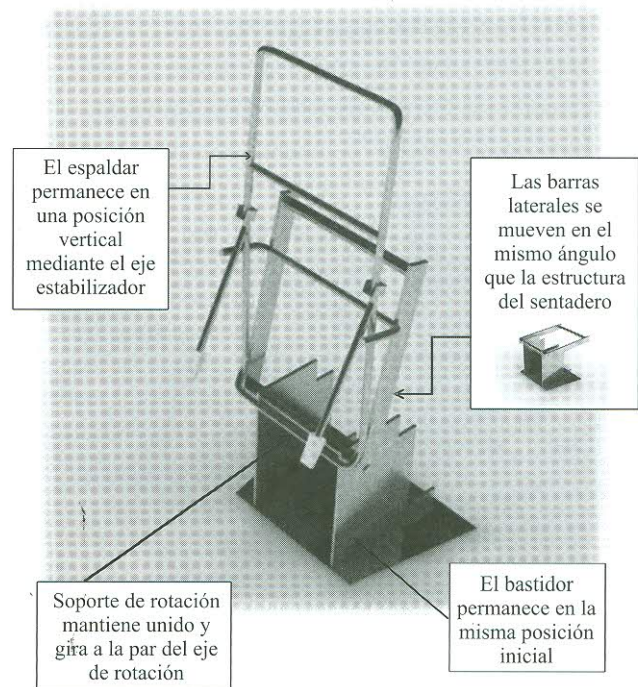 El espaldar
permanece en
una posición
vertical
mediante el eje
estabilizador
Las barras
laterales se
mueven en el
mismo ángulo
que la estructura
del sentadero
Soporte de rotación
mantiene unido y
gira a la par del eje
de rotación
El bastidor
permanece en la
misma posición
inicial